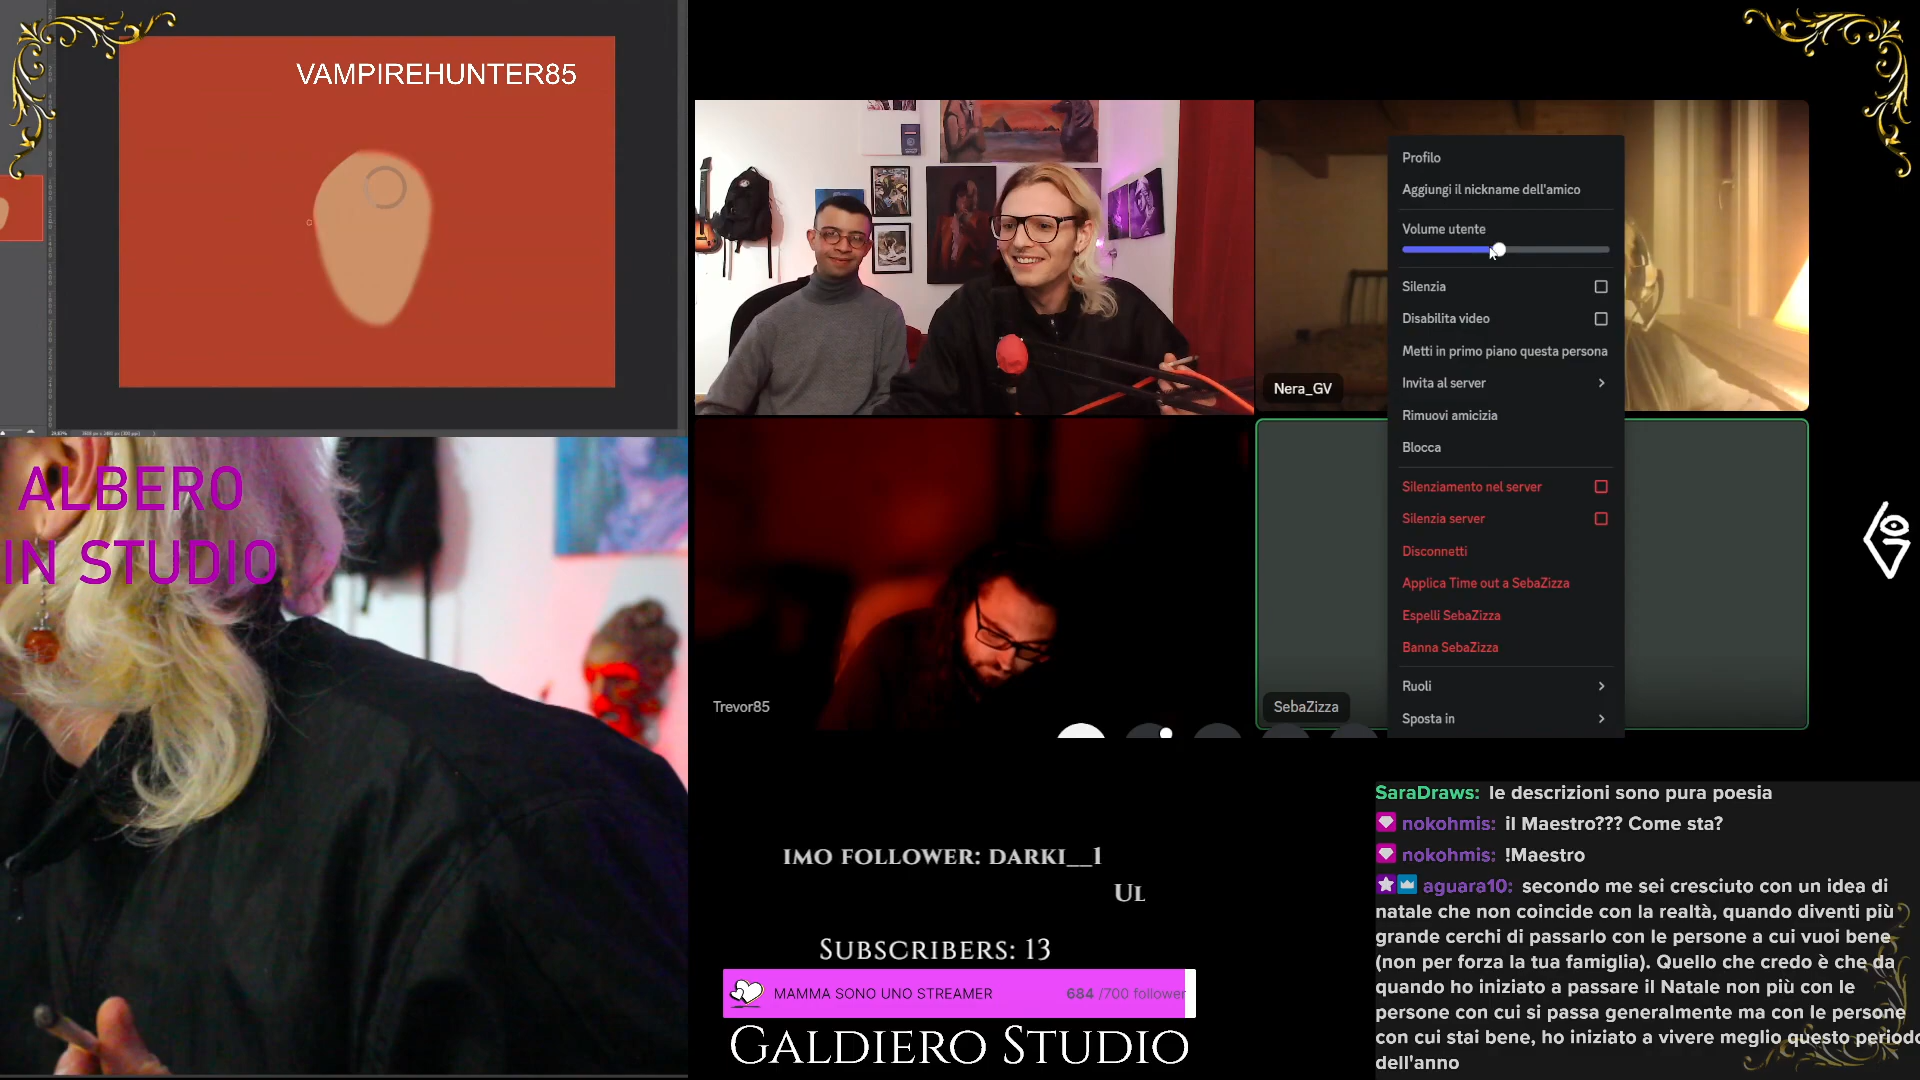 VAMPIREHUNTER85
ALBERO
IN STUDIO
Nera_GV
Trevor85
SebaZizza
Profilo
Aggiungi il nickname dell'amico
Volume utente
Silenzia
Disabilita video
Metti in primo piano questa persona
Invita al server
Rimuovi amicizia
Blocca
Silenziamento nel server
Silenzia server
Disconnetti
Applica Time out a SebaZizza
Espelli SebaZizza
Banna SebaZizza
Ruoli
Sposta in
IMO FOLLOWER: DARKI__1
UL
SUBSCRIBERS: 13
MAMMA SONO UNO STREAMER 684 /700 follower
GALDIERO STUDIO
SaraDraws: le descrizioni sono pura poesia
nokohmis: il Maestro??? Come sta?
nokohmis: !Maestro
aguara10: secondo me sei cresciuto con un idea di
natale che non coincide con la realtà, quando diventi più
grande cerchi di passarlo con le persone a cui vuoi bene
(non per forza la tua famiglia). Quello che credo è che da
quando ho iniziato a passare il Natale non più con le
persone con cui si passa generalmente ma con le persone
con cui stai bene, ho iniziato a vivere meglio questo periodo
dell'anno